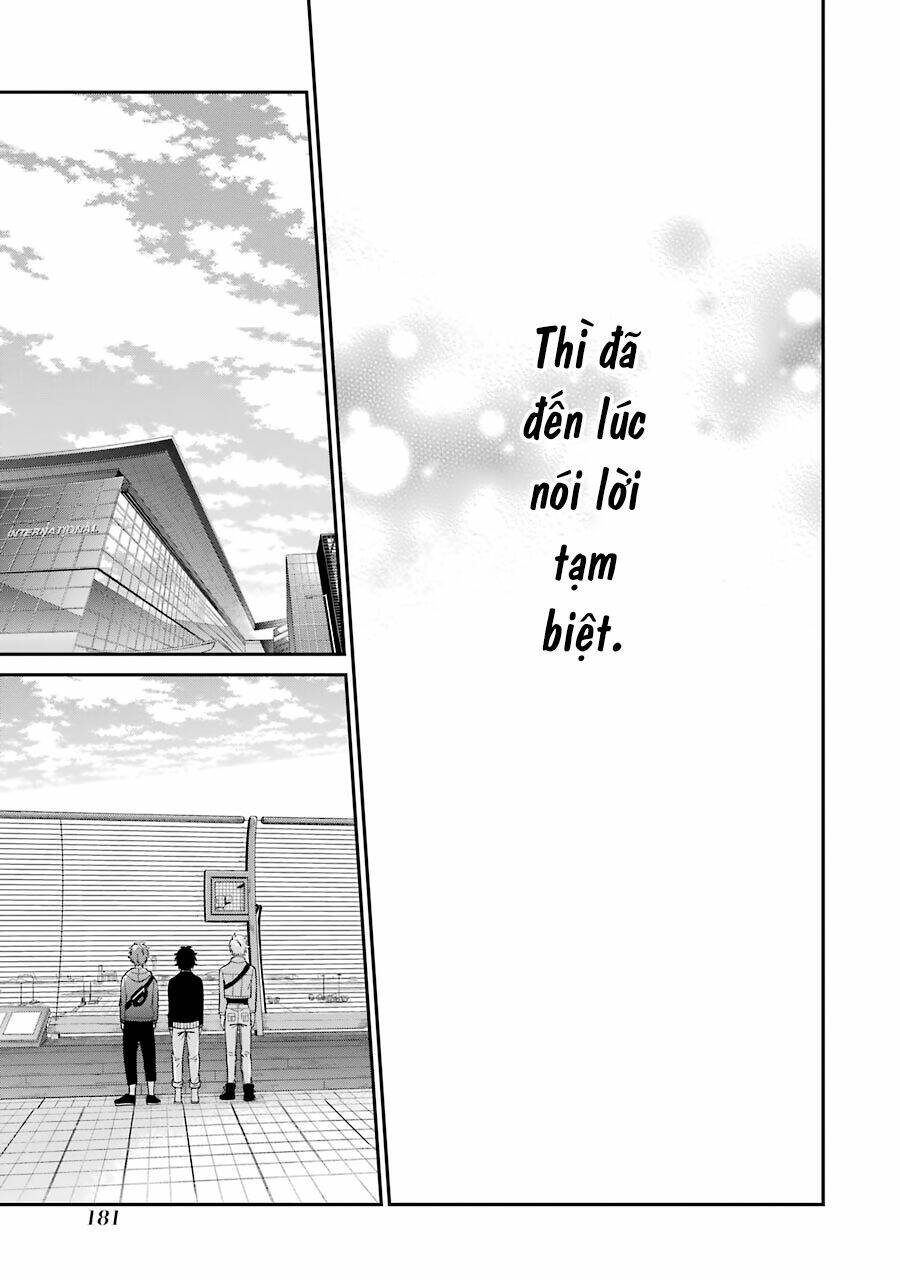 Thì đã
đến lúc
nói lời
tạm
biệt.
INTERNATIONAL
181